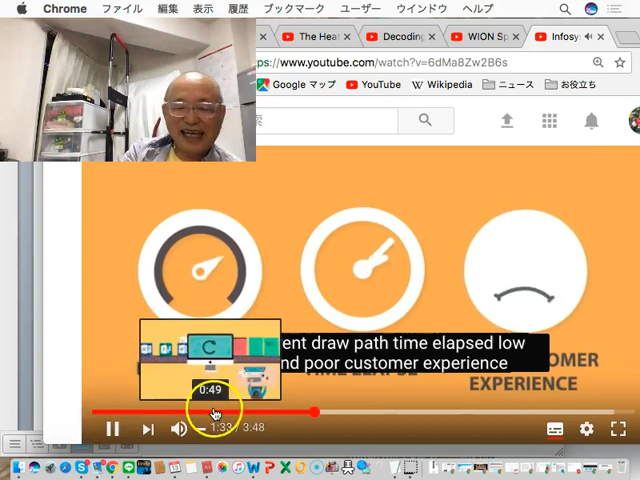 Chrome ファイル 編集 表示 履歴 ブックマーク ユーザー ウインドウ ヘルプ
The Hea Decoding WION Sp Infosy
https://www.youtube.com/watch?v=6dMa8Zw2B6s
Google マップ YouTube Wikipedia ニュース お役立ち
ent draw path time elapsed low
nd poor customer experience
OMER
EXPERIENCE
0:49
1:33 / 3:48